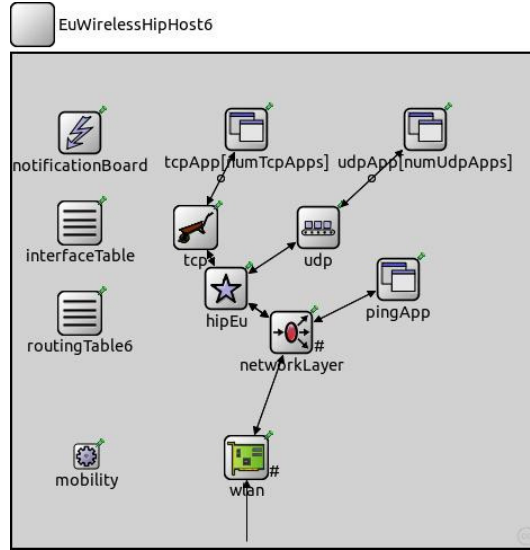 EuWirelessHipHost6
notificationBoard
tcpApp[numTcpApps]
udpApp[numUdpApps]
interfaceTable
tcp
udp
hipEu
pingApp
routingTable6
networkLayer
#
mobility
wlan
#